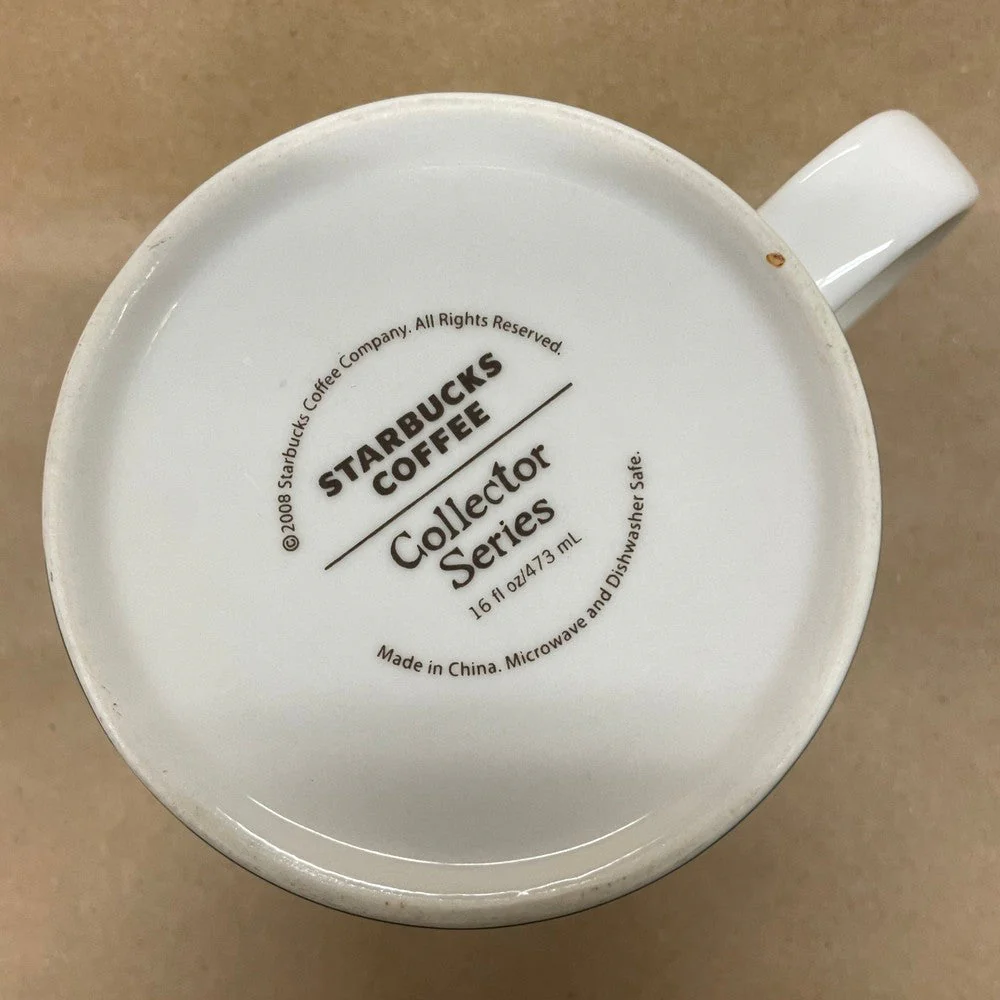 ©2008 Starbucks Coffee Company. All Rights Reserved.
STARBUCKS
COFFEE
Collector
Series
16 fl oz/473 mL
Made in China. Microwave and Dishwasher Safe.